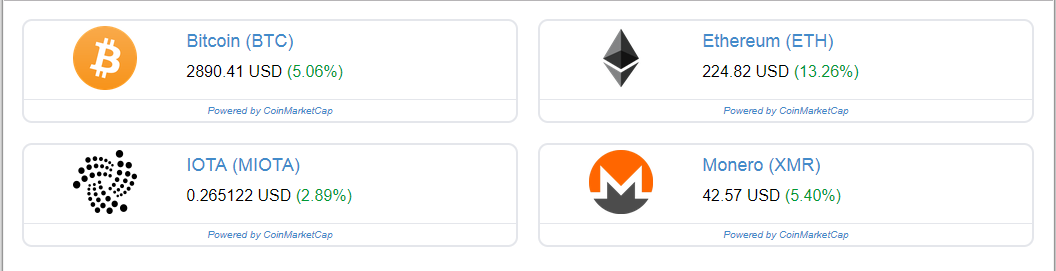 Bitcoin (BTC)
2890.41 USD (5.06%)
Powered by CoinMarketCap
Ethereum (ETH)
224.82 USD (13.26%)
Powered by CoinMarketCap
IOTA (MIOTA)
0.265122 USD (2.89%)
Powered by CoinMarketCap
Monero (XMR)
42.57 USD (5.40%)
Powered by CoinMarketCap